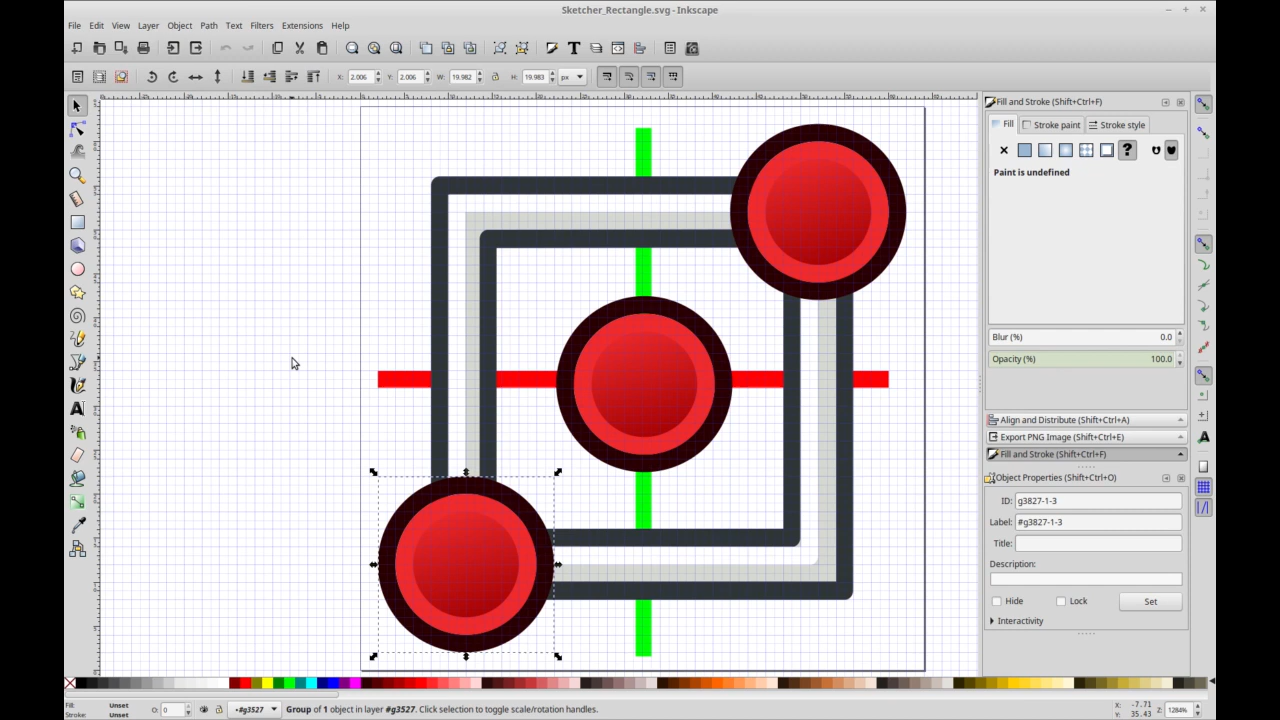 Sketcher_Rectangle.svg - Inkscape
File Edit View Layer Object Path Text Filters Extensions Help
X: 2.006 Y: 2.006 W: 19.982 H: 19.983 px
Fill and Stroke (Shift+Ctrl+F)
Fill Stroke paint Stroke style
Paint is undefined
Blur (%) 0.0
Opacity (%) 100.0
Align and Distribute (Shift+Ctrl+A)
Export PNG Image (Shift+Ctrl+E)
Fill and Stroke (Shift+Ctrl+F)
Object Properties (Shift+Ctrl+O)
ID: g3827-1-3
Label: #g3827-1-3
Title:
Description:
Hide Lock Set
Interactivity
Fill: Unset
Stroke: Unset
O: 0
#g3527
Group of 1 object in layer #g3527. Click selection to toggle scale/rotation handles.
X: -7.71
Y: 35.43
Z: 1284%